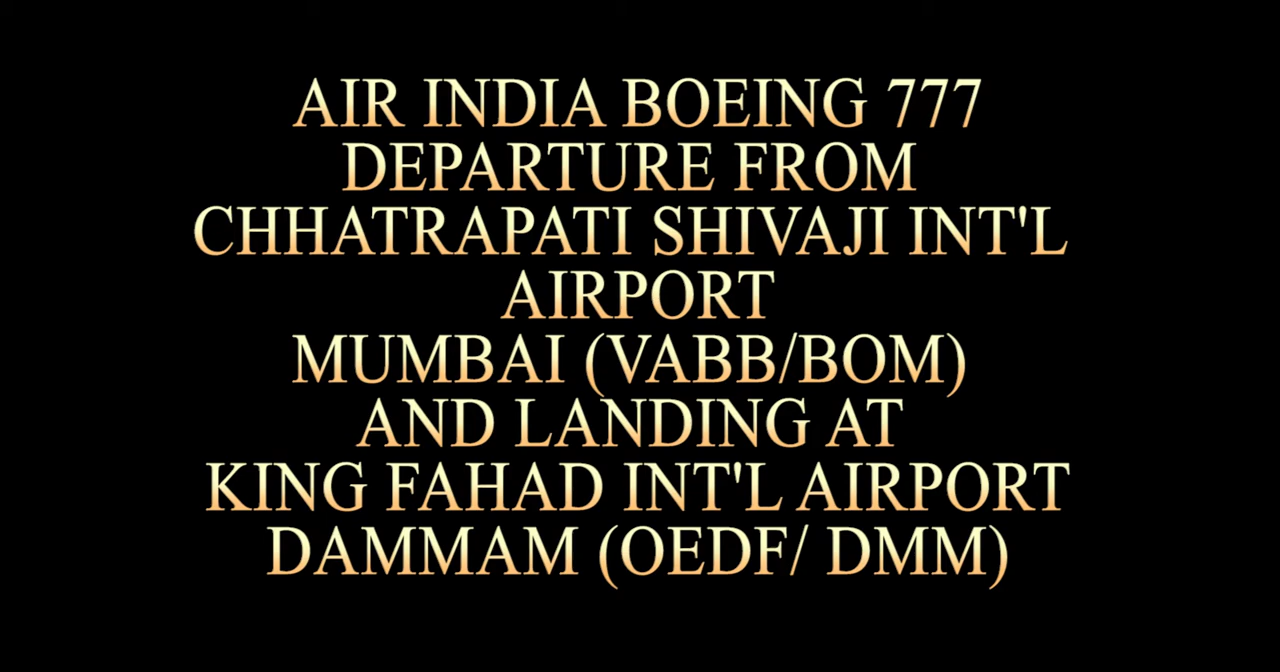 AIR INDIA BOEING 777
DEPARTURE FROM
CHHATRAPATI SHIVAJI INT'L
AIRPORT
MUMBAI (VABB/BOM)
AND LANDING AT
KING FAHAD INT'L AIRPORT
DAMMAM (OEDF/ DMM)